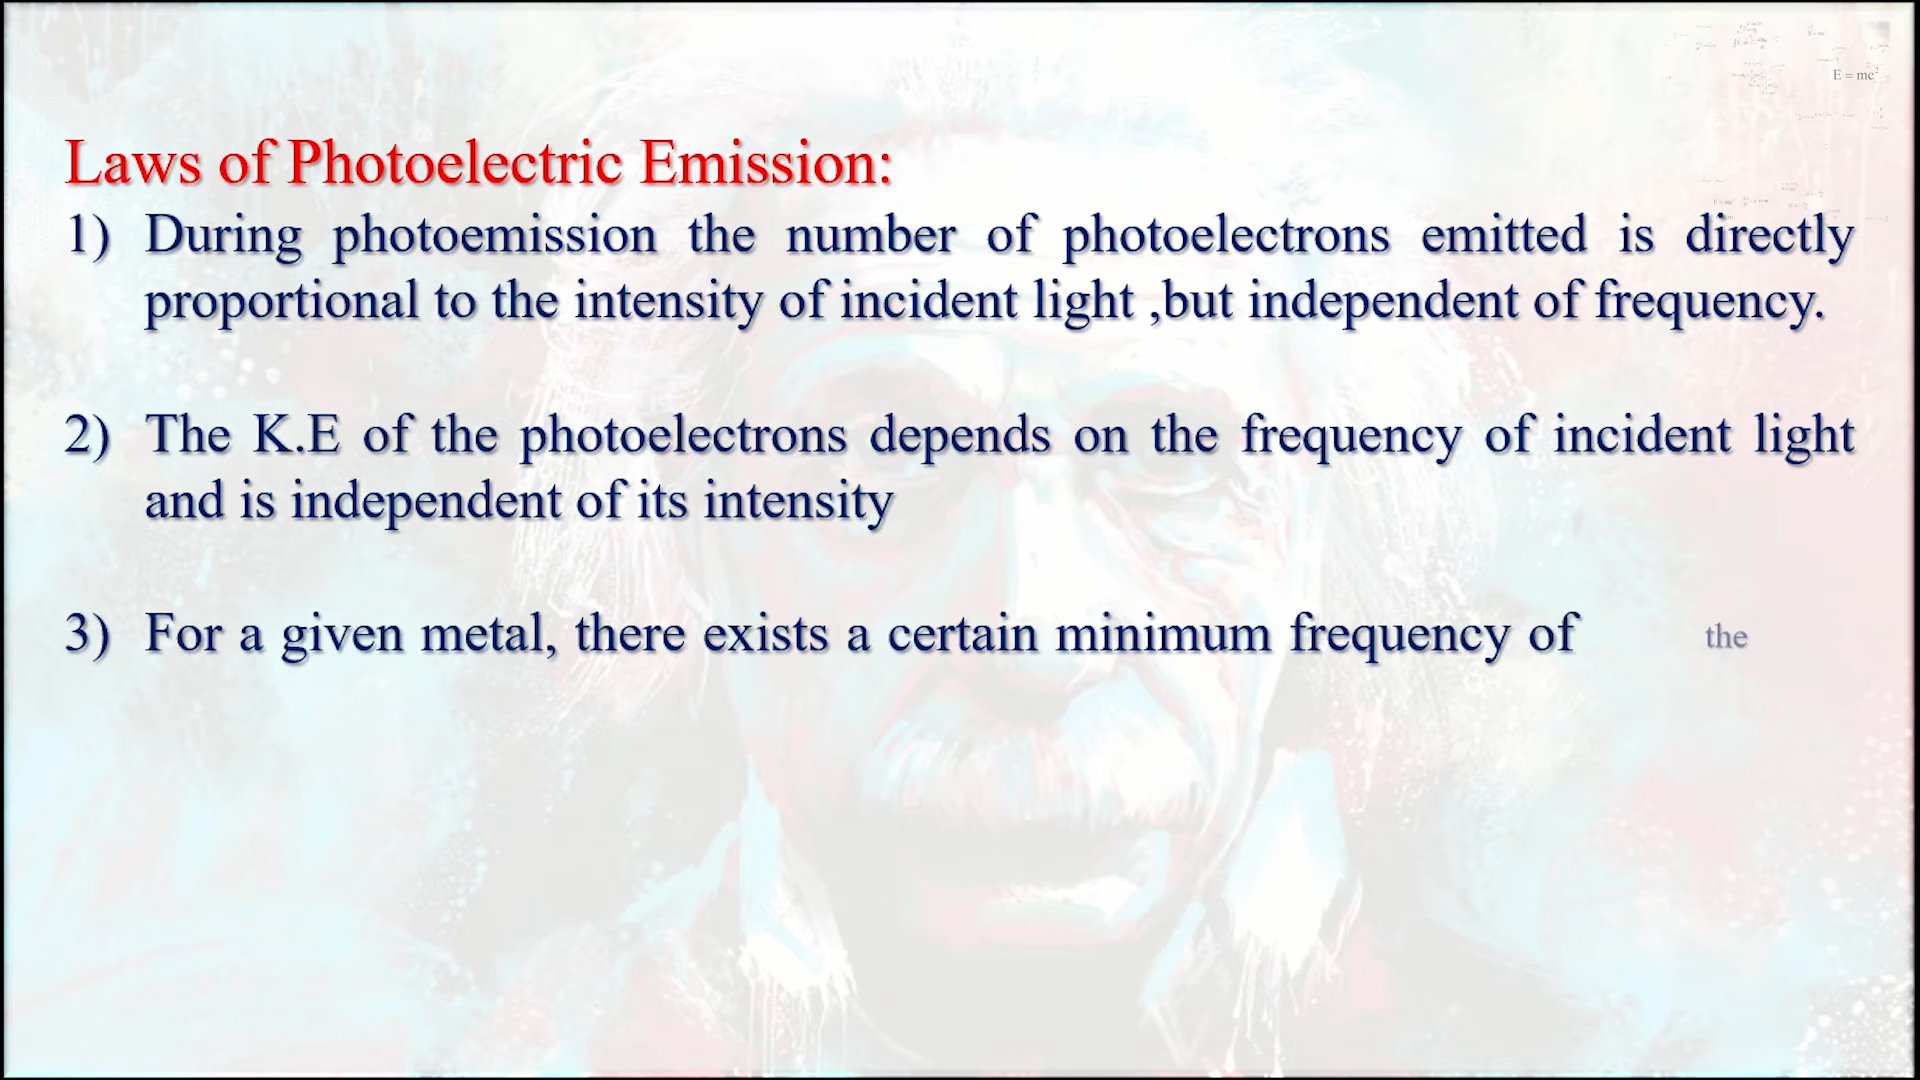 E = mc²
Laws of Photoelectric Emission:
1) During photoemission the number of photoelectrons emitted is directly
proportional to the intensity of incident light ,but independent of frequency.
2) The K.E of the photoelectrons depends on the frequency of incident light
and is independent of its intensity
3) For a given metal, there exists a certain minimum frequency of the